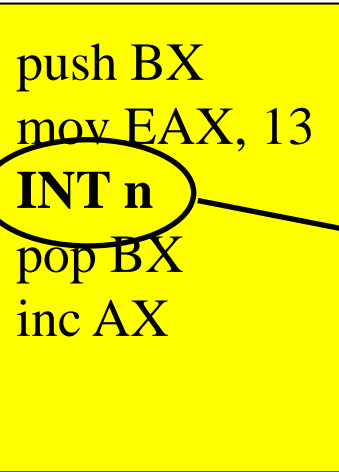 push BX
mov EAX, 13
INT n
pop BX
inc AX